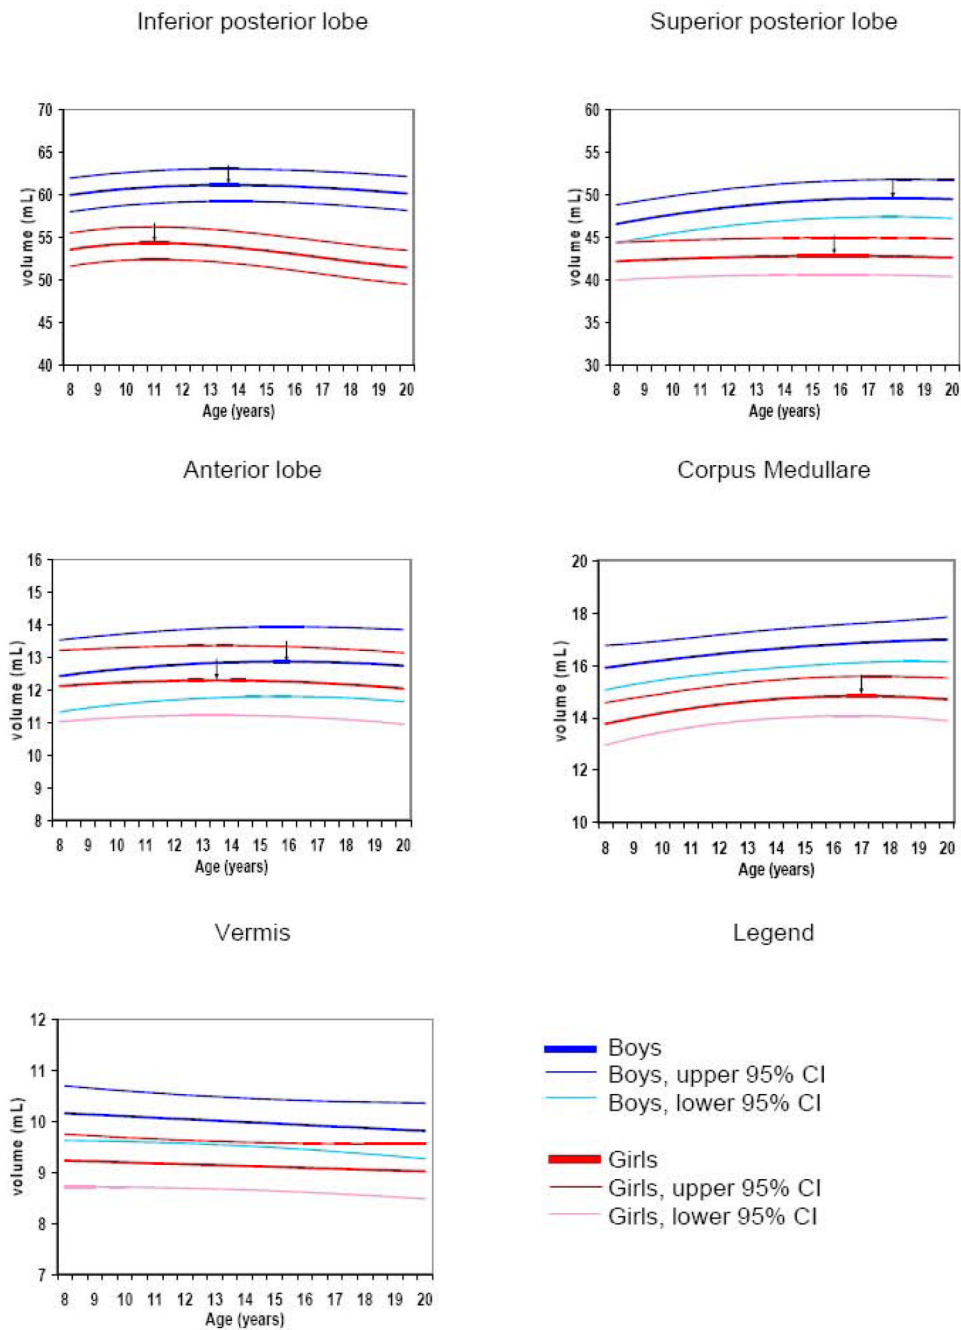 Inferior posterior lobe
Superior posterior lobe
70
65
60
55
50
45
40
volume (mL)
8 9 10 11 12 13 14 15 16 17 18 19 20
Age (years)
60
55
50
45
40
35
30
volume (mL)
8 9 10 11 12 13 14 15 16 17 18 19 20
Age (years)
Anterior lobe
Corpus Medullare
16
15
14
13
12
11
10
9
8
volume (mL)
8 9 10 11 12 13 14 15 16 17 18 19 20
Age (years)
20
18
16
14
12
10
volume (mL)
8 9 10 11 12 13 14 15 16 17 18 19 20
Age (years)
Vermis
Legend
12
11
10
9
8
7
volume (mL)
8 9 10 11 12 13 14 15 16 17 18 19 20
Age (years)
Boys
Boys, upper 95% CI
Boys, lower 95% CI
Girls
Girls, upper 95% CI
Girls, lower 95% CI